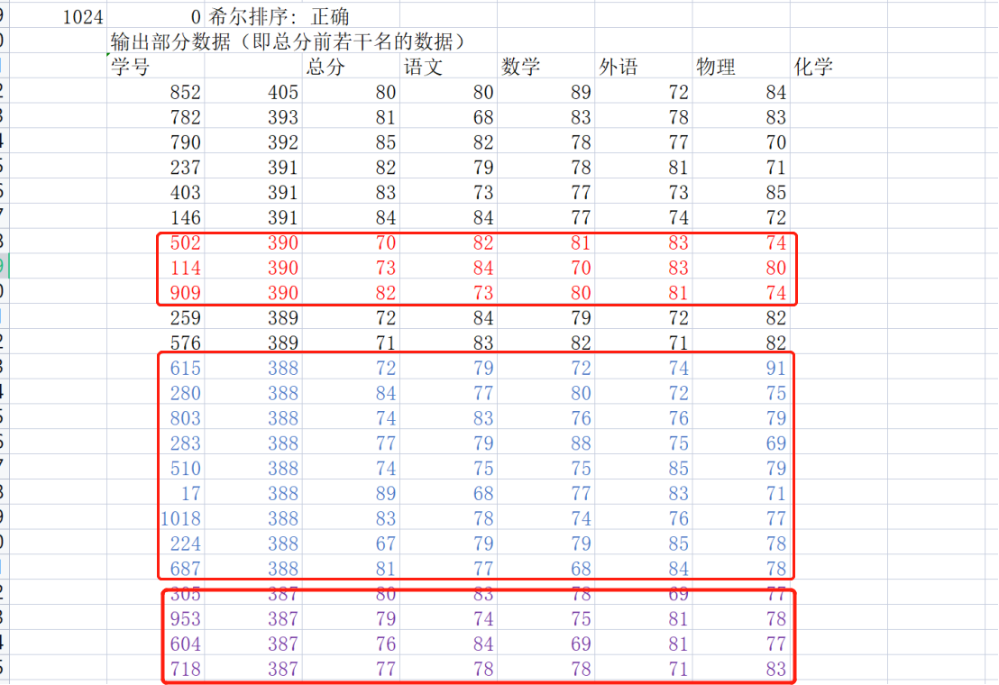 1024 0 希尔排序: 正确
输出部分数据（即总分前若干名的数据）
学号 总分 语文 数学 外语 物理 化学
852 405 80 80 89 72 84
782 393 81 68 83 78 83
790 392 85 82 78 77 70
237 391 82 79 78 81 71
403 391 83 73 77 73 85
146 391 84 84 77 74 72
502 390 70 82 81 83 74
114 390 73 84 70 83 80
909 390 82 73 80 81 74
259 389 72 84 79 72 82
576 389 71 83 82 71 82
615 388 72 79 72 74 91
280 388 84 77 80 72 75
803 388 74 83 76 76 79
283 388 77 79 88 75 69
510 388 74 75 75 85 79
17 388 89 68 77 83 71
1018 388 83 78 74 76 77
224 388 67 79 79 85 78
687 388 81 77 68 84 78
305 387 80 83 78 69 77
953 387 79 74 75 81 78
604 387 76 84 69 81 77
718 387 77 78 78 71 83